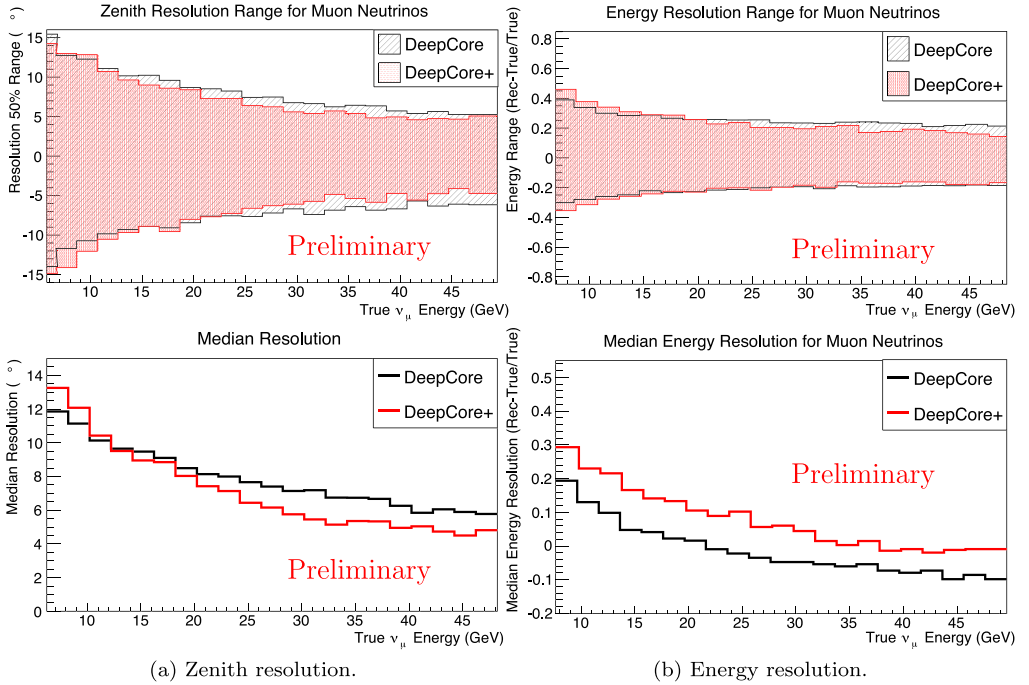 Zenith Resolution Range for Muon Neutrinos
Resolution 50% Range ( °)
15
10
5
0
-5
-10
-15
DeepCore
DeepCore+
Preliminary
10 15 20 25 30 35 40 45
True νμ Energy (GeV)
Energy Resolution Range for Muon Neutrinos
Energy Range (Rec-True/True)
0.8
0.6
0.4
0.2
0
-0.2
-0.4
-0.6
-0.8
DeepCore
DeepCore+
Preliminary
10 15 20 25 30 35 40 45
True νμ Energy (GeV)
Median Resolution
Median Resolution ( °)
14
12
10
8
6
4
2
0
DeepCore
DeepCore+
Preliminary
10 15 20 25 30 35 40 45
True νμ Energy (GeV)
(a) Zenith resolution.
Median Energy Resolution for Muon Neutrinos
Median Energy Resolution (Rec-True/True)
0.5
0.4
0.3
0.2
0.1
0
-0.1
-0.2
DeepCore
DeepCore+
Preliminary
10 15 20 25 30 35 40 45
True νμ Energy (GeV)
(b) Energy resolution.